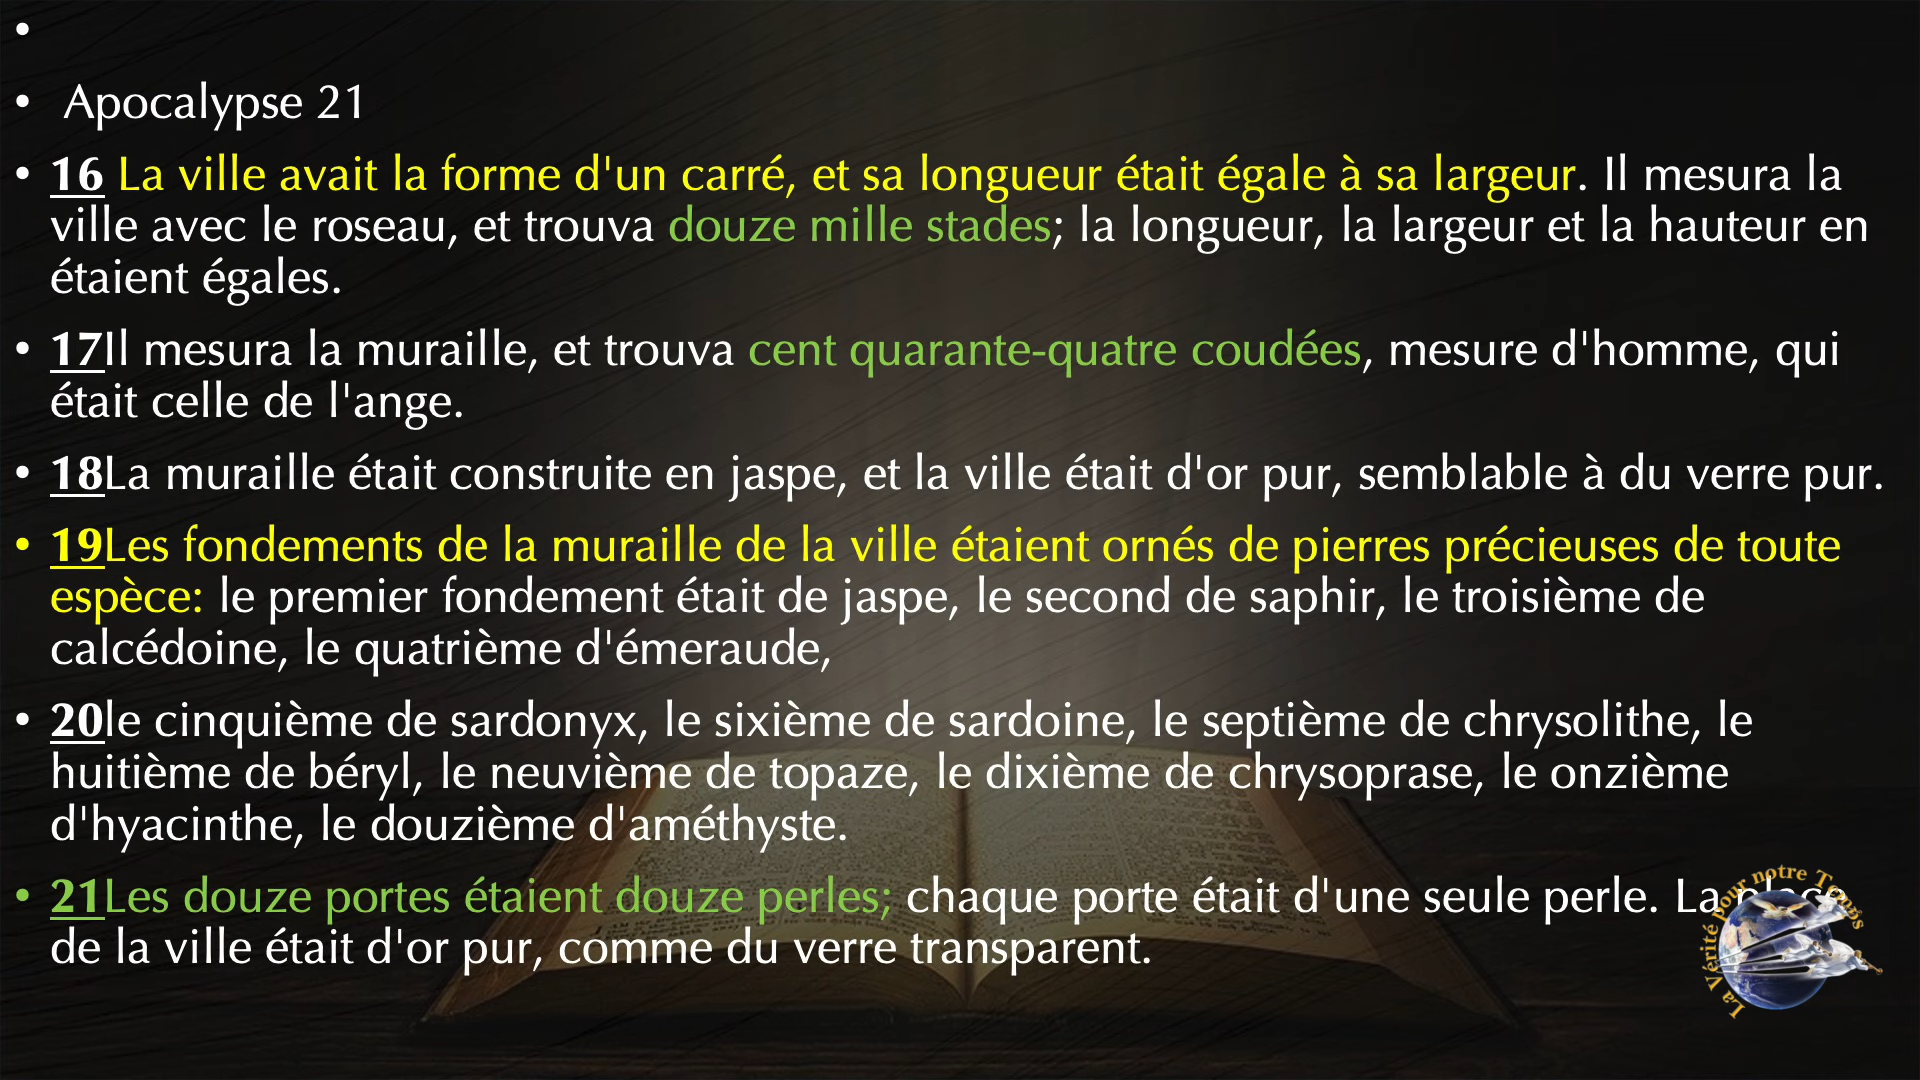 •
• Apocalypse 21
• 16 La ville avait la forme d'un carré, et sa longueur était égale à sa largeur. Il mesura la
ville avec le roseau, et trouva douze mille stades; la longueur, la largeur et la hauteur en
étaient égales.
• 17Il mesura la muraille, et trouva cent quarante-quatre coudées, mesure d'homme, qui
était celle de l'ange.
• 18La muraille était construite en jaspe, et la ville était d'or pur, semblable à du verre pur.
• 19Les fondements de la muraille de la ville étaient ornés de pierres précieuses de toute
espèce: le premier fondement était de jaspe, le second de saphir, le troisième de
calcédoine, le quatrième d'émeraude,
• 20le cinquième de sardonyx, le sixième de sardoine, le septième de chrysolithe, le
huitième de béryl, le neuvième de topaze, le dixième de chrysoprase, le onzième
d'hyacinthe, le douzième d'améthyste.
• 21Les douze portes étaient douze perles; chaque porte était d'une seule perle. La place
de la ville était d'or pur, comme du verre transparent.
La Vérité pour notre Temps